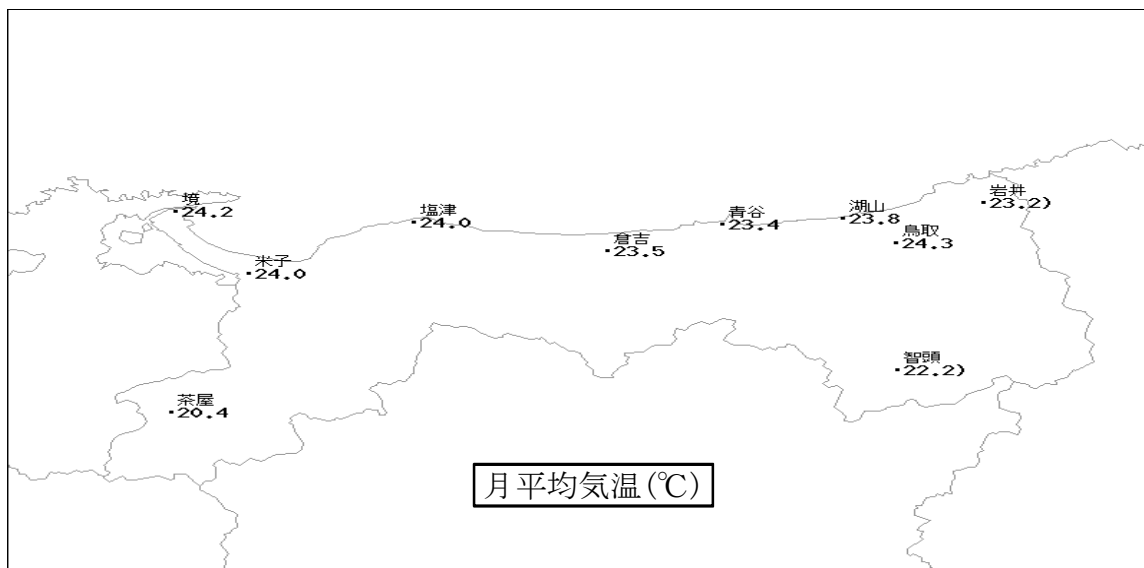 境
・24.2
米子
・24.0
塩津
・24.0
倉吉
・23.5
青谷
・23.4
湖山
・23.8
鳥取
・24.3
岩井
・23.2)
智頭
・22.2)
茶屋
・20.4
月平均気温(℃)